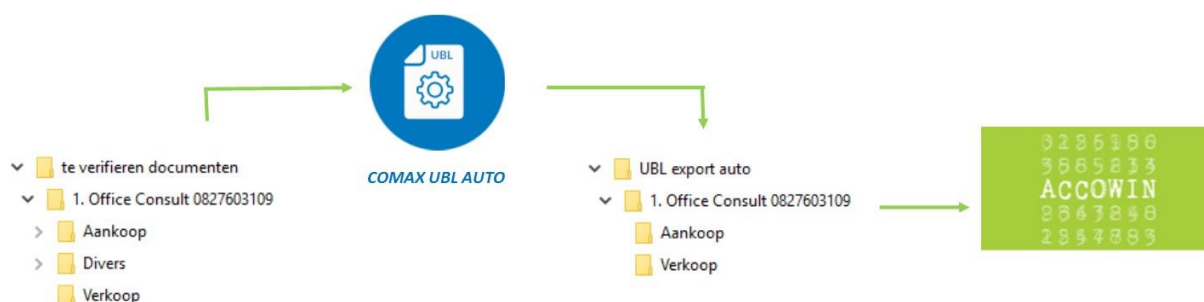 UBL
COMAX UBL AUTO
te verifieren documenten
1. Office Consult 0827603109
Aankoop
Divers
Verkoop
UBL export auto
1. Office Consult 0827603109
Aankoop
Verkoop
ACCOWIN